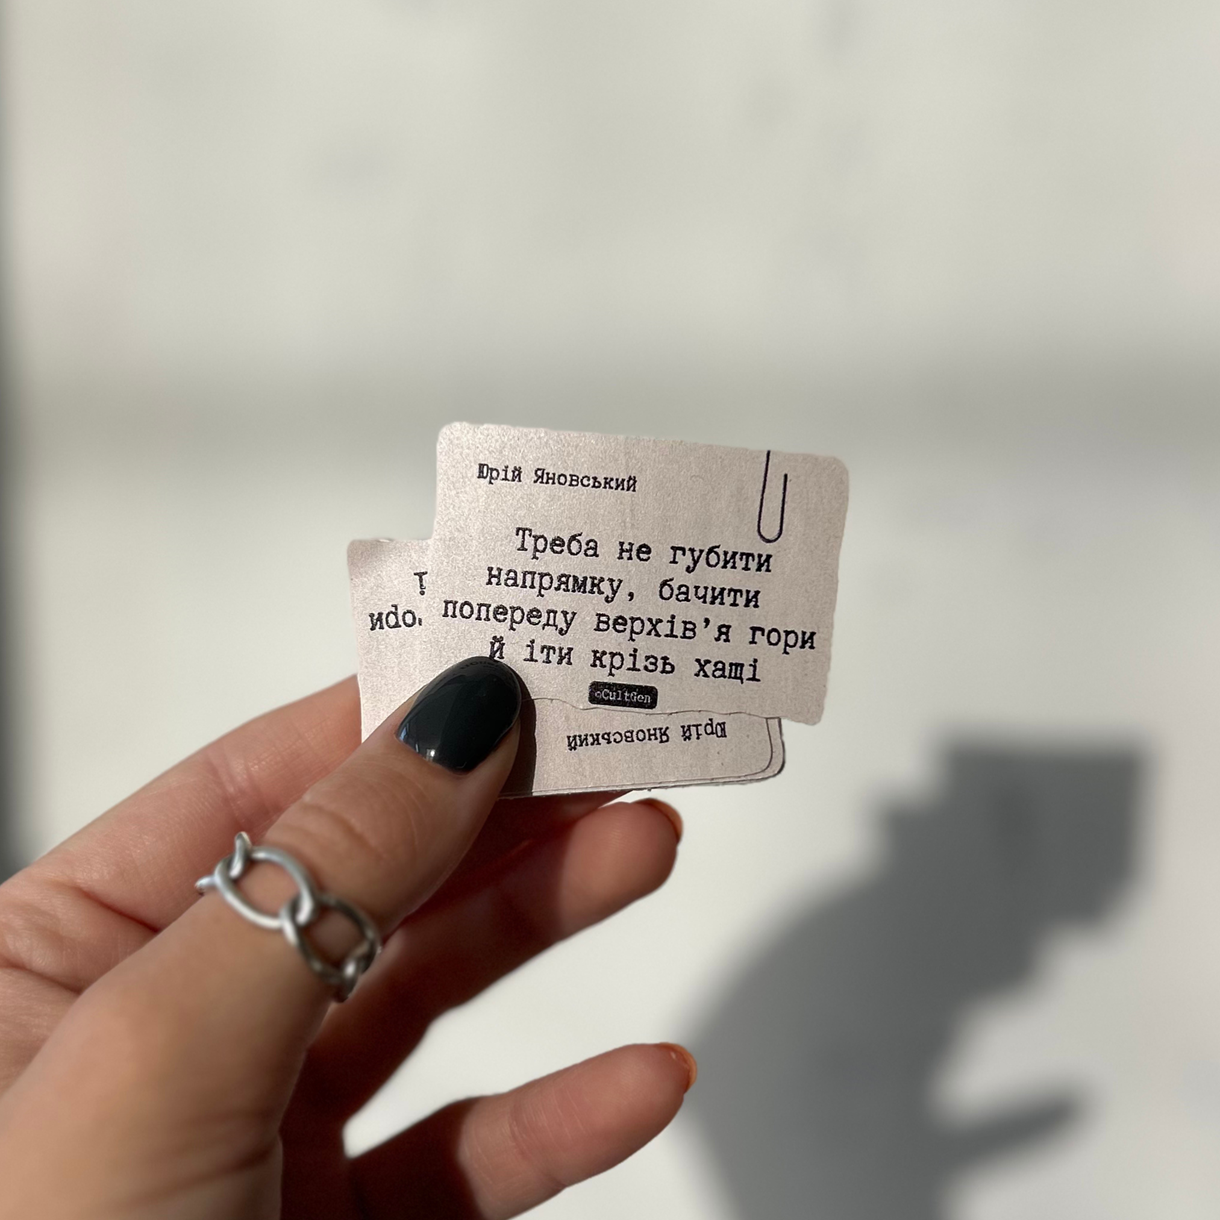 Юрій Яновський
Треба не губити
напрямку, бачити
попереду верхів’я гори
й іти крізь хащі
©CultGen
Юрій Яновський